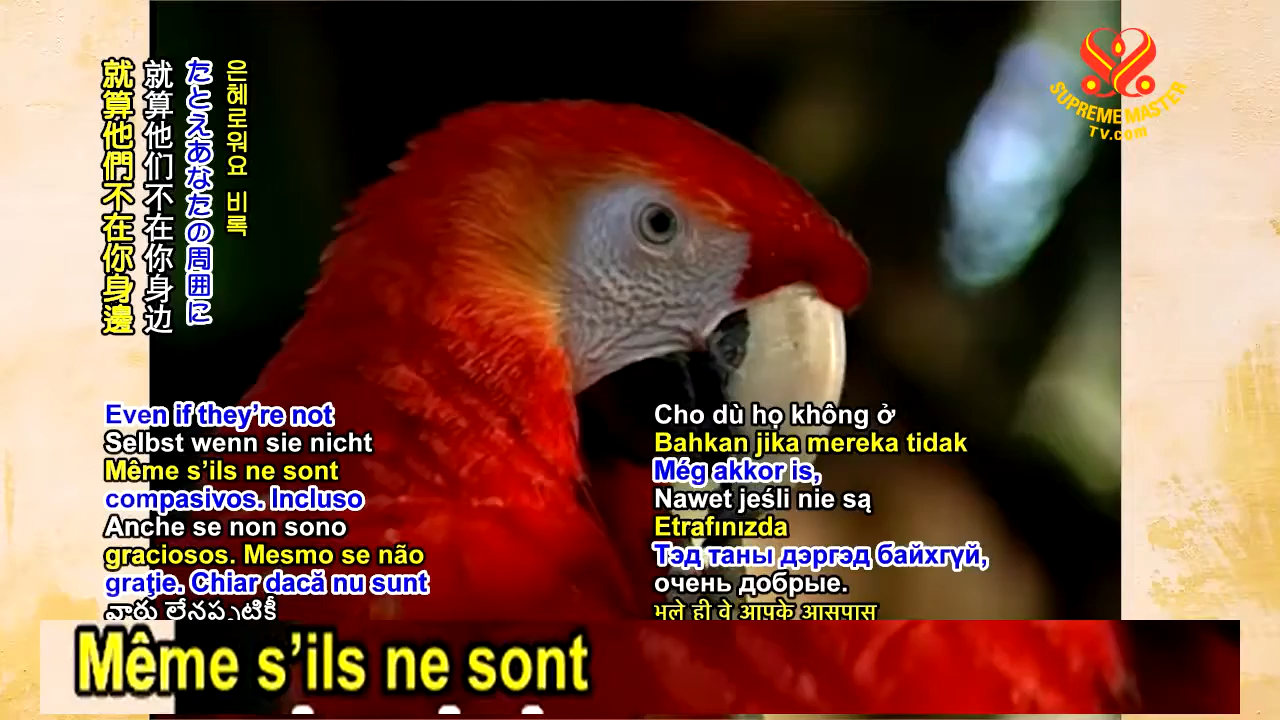 은혜로워요 비록
たとえあなたの周囲に
就算他们不在你身边
就算他們不在你身邊
SUPREME MASTER
TV.com
Even if they're not
Selbst wenn sie nicht
Même s'ils ne sont
compasivos. Incluso
Anche se non sono
graciosos. Mesmo se não
graţie. Chiar dacă nu sunt
వారు లేనప్పటికీ
Cho dù họ không ở
Bahkan jika mereka tidak
Még akkor is,
Nawet jeśli nie są
Etrafınızda
Тэд таны дэргэд байхгүй,
очень добрые.
भले ही वे आपके आसपास
Même s'ils ne sont